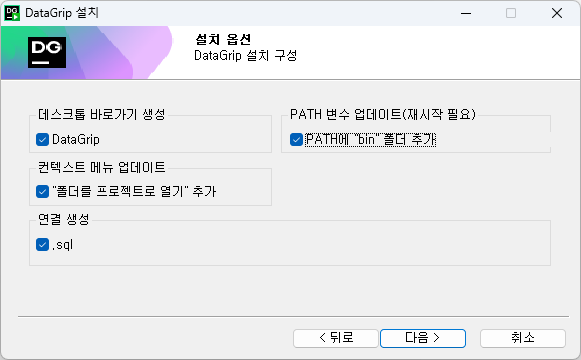 DG
DataGrip 설치
DG
설치 옵션
DataGrip 설치 구성
데스크톱 바로가기 생성
DataGrip
PATH 변수 업데이트(재시작 필요)
PATH에 "bin" 폴더 추가
컨텍스트 메뉴 업데이트
"폴더를 프로젝트로 열기" 추가
연결 생성
.sql
< 뒤로
다음 >
취소